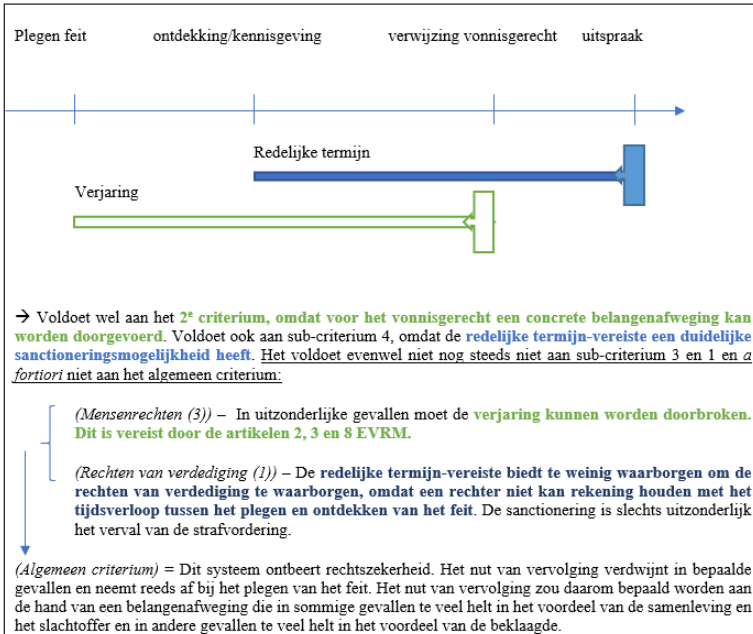 Plegen feit ontdekking/kennisgeving verwijzing vonnisgerecht uitspraak
Redelijke termijn
Verjaring
→ Voldoet wel aan het 2e criterium, omdat voor het vonnisgerecht een concrete belangenafweging kan
worden doorgevoerd. Voldoet ook aan sub-criterium 4, omdat de redelijke termijn-vereiste een duidelijke
sanctioneringsmogelijkheid heeft. Het voldoet evenwel niet nog steeds niet aan sub-criterium 3 en 1 en a
fortiori niet aan het algemeen criterium:
(Mensenrechten (3)) – In uitzonderlijke gevallen moet de verjaring kunnen worden doorbroken.
Dit is vereist door de artikelen 2, 3 en 8 EVRM.
(Rechten van verdediging (1)) – De redelijke termijn-vereiste biedt te weinig waarborgen om de
rechten van verdediging te waarborgen, omdat een rechter niet kan rekening houden met het
tijdsverloop tussen het plegen en ontdekken van het feit. De sanctionering is slechts uitzonderlijk
het verval van de strafvordering.
(Algemeen criterium) = Dit systeem ontbeert rechtszekerheid. Het nut van vervolging verdwijnt in bepaalde
gevallen en neemt reeds af bij het plegen van het feit. Het nut van vervolging zou daarom bepaald worden aan
de hand van een belangenafweging die in sommige gevallen te veel helt in het voordeel van de samenleving en
het slachtoffer en in andere gevallen te veel helt in het voordeel van de beklaagde.